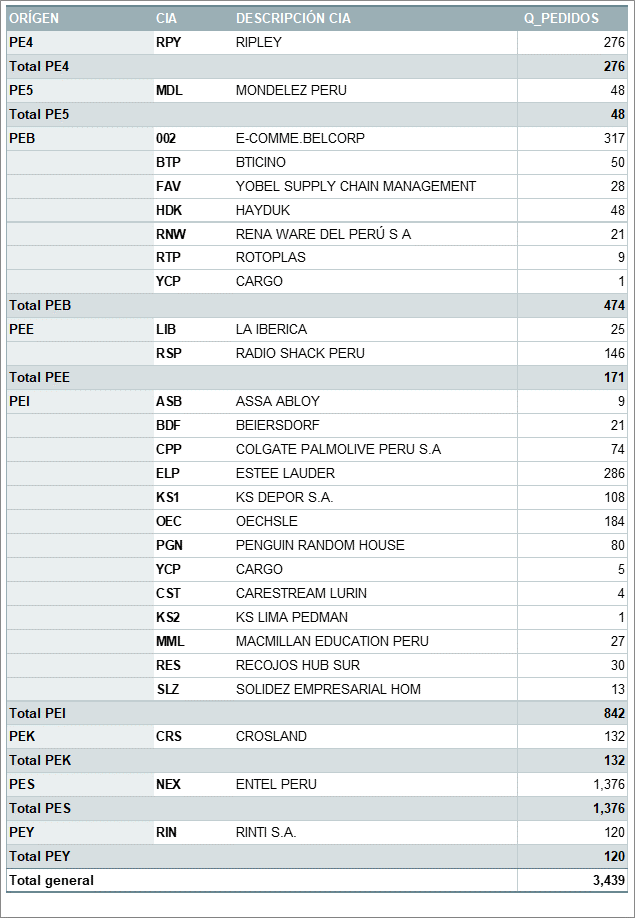 ORÍGEN CIA DESCRIPCIÓN CIA Q_PEDIDOS
PE4 RPY RIPLEY 276
Total PE4 276
PE5 MDL MONDELEZ PERU 48
Total PE5 48
PEB 002 E-COMME.BELCORP 317
BTP BTICINO 50
FAV YOBEL SUPPLY CHAIN MANAGEMENT 28
HDK HAYDUK 48
RNW RENA WARE DEL PERÚ S A 21
RTP ROTOPLAS 9
YCP CARGO 1
Total PEB 474
PEE LIB LA IBERICA 25
RSP RADIO SHACK PERU 146
Total PEE 171
PEI ASB ASSA ABLOY 9
BDF BEIERSDORF 21
CPP COLGATE PALMOLIVE PERU S.A 74
ELP ESTEE LAUDER 286
KS1 KS DEPOR S.A. 108
OEC OECHSLE 184
PGN PENGUIN RANDOM HOUSE 80
YCP CARGO 5
CST CARESTREAM LURIN 4
KS2 KS LIMA PEDMAN 1
MML MACMILLAN EDUCATION PERU 27
RES RECOJOS HUB SUR 30
SLZ SOLIDEZ EMPRESARIAL HOM 13
Total PEI 842
PEK CRS CROSLAND 132
Total PEK 132
PES NEX ENTEL PERU 1,376
Total PES 1,376
PEY RIN RINTI S.A. 120
Total PEY 120
Total general 3,439